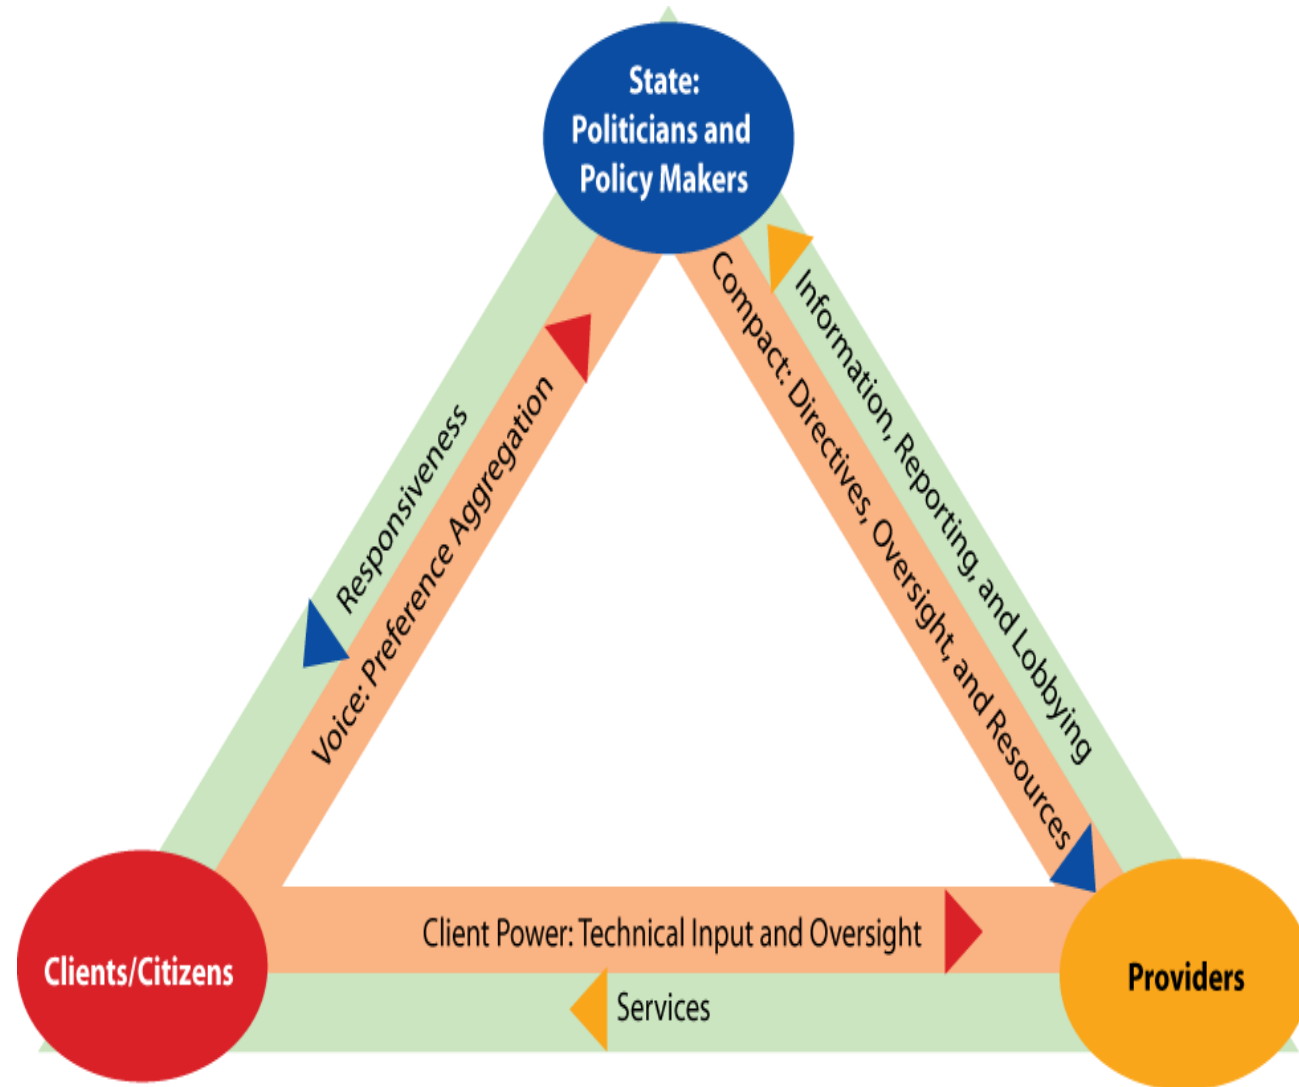 State:
Politicians and
Policy Makers
Responsiveness
Voice: Preference Aggregation
Compact: Directives, Oversight, and Resources
Information, Reporting, and Lobbying
Client Power: Technical Input and Oversight
Services
Clients/Citizens
Providers